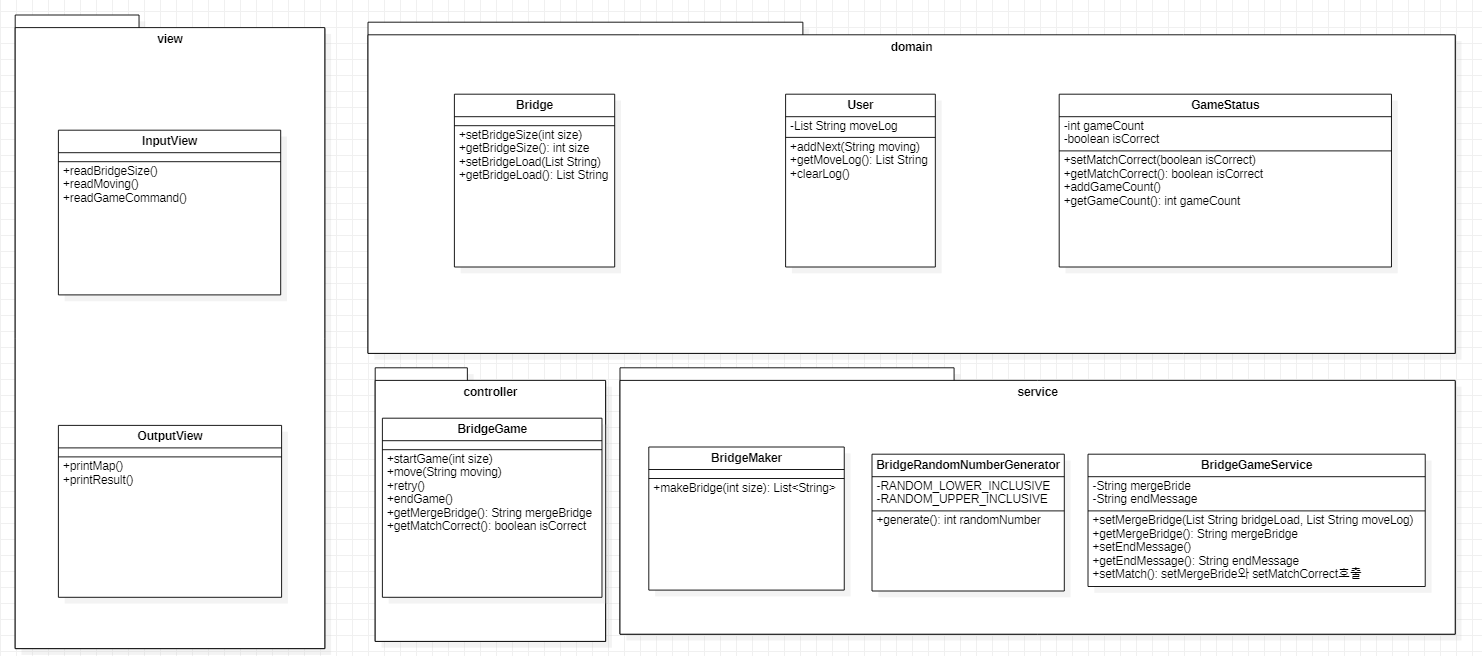 view
InputView
+readBridgeSize()
+readMoving()
+readGameCommand()
OutputView
+printMap()
+printResult()
domain
Bridge
+setBridgeSize(int size)
+getBridgeSize(): int size
+setBridgeLoad(List String)
+getBridgeLoad(): List String
User
-List String moveLog
+addNext(String moving)
+getMoveLog(): List String
+clearLog()
GameStatus
-int gameCount
-boolean isCorrect
+setMatchCorrect(boolean isCorrect)
+getMatchCorrect(): boolean isCorrect
+addGameCount()
+getGameCount(): int gameCount
controller
BridgeGame
+startGame(int size)
+move(String moving)
+retry()
+endGame()
+getMergeBridge(): String mergeBridge
+getMatchCorrect(): boolean isCorrect
service
BridgeMaker
+makeBridge(int size): List<String>
BridgeRandomNumberGenerator
-RANDOM_LOWER_INCLUSIVE
-RANDOM_UPPER_INCLUSIVE
+generate(): int randomNumber
BridgeGameService
-String mergeBride
-String endMessage
+setMergeBridge(List String bridgeLoad, List String moveLog)
+getMergeBridge(): String mergeBridge
+setEndMessage()
+getEndMessage(): String endMessage
+setMatch(): setMergeBride와 setMatchCorrect호출